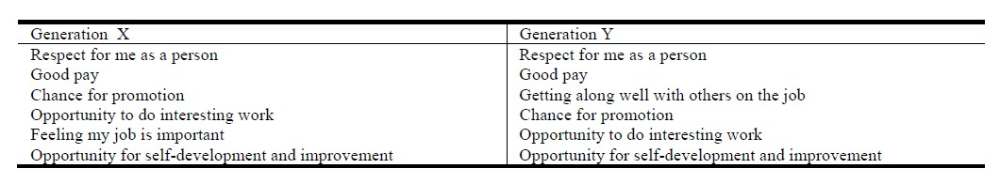 Generation X Generation Y
Respect for me as a person Respect for me as a person
Good pay Good pay
Chance for promotion Getting along well with others on the job
Opportunity to do interesting work Chance for promotion
Feeling my job is important Opportunity to do interesting work
Opportunity for self-development and improvement Opportunity for self-development and improvement